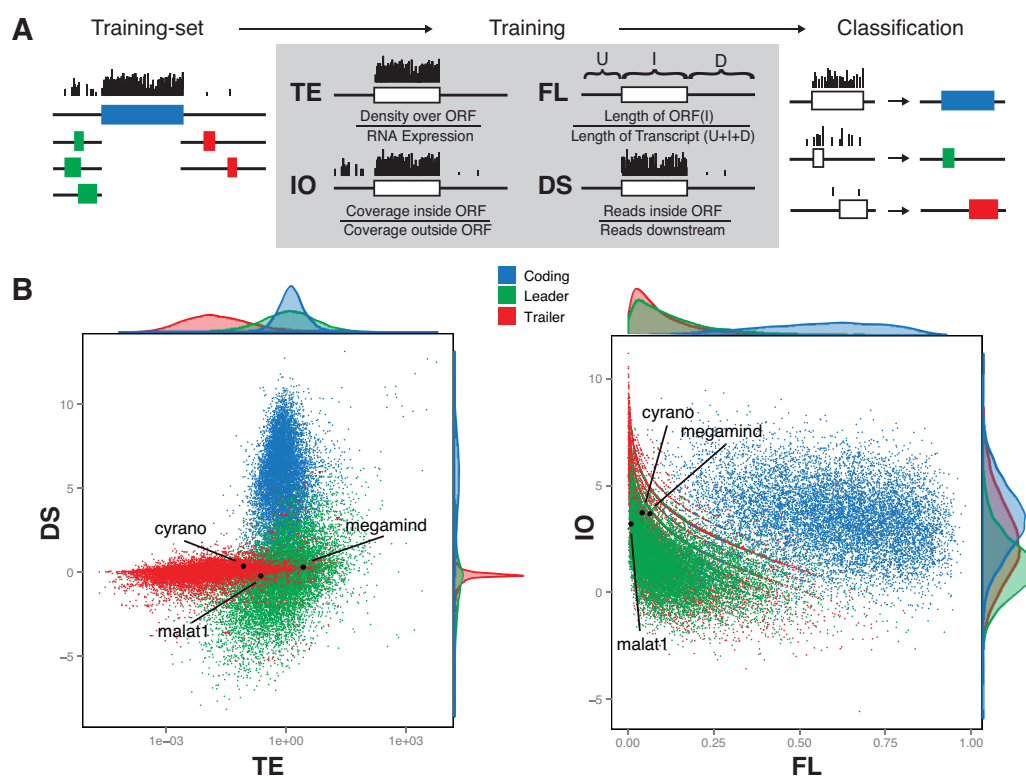 A
Training-set
Training
Classification
TE
Density over ORF
RNA Expression
U I D
FL
Length of ORF(I)
Length of Transcript (U+I+D)
IO
Coverage inside ORF
Coverage outside ORF
DS
Reads inside ORF
Reads downstream
B
Coding
Leader
Trailer
DS
10
5
0
−5
cyrano
megamind
malat1
1e−03
1e+00
1e+03
TE
IO
10
5
0
−5
cyrano
megamind
malat1
0.00
0.25
0.50
0.75
1.00
FL